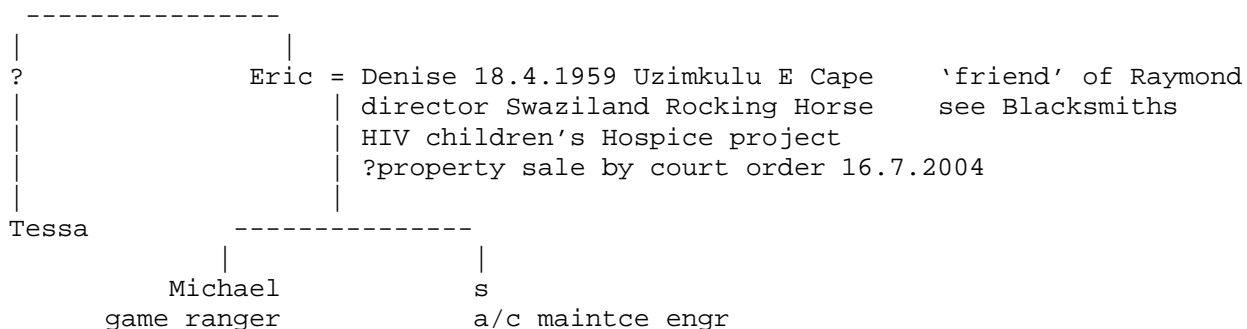 ? Eric = Denise 18.4.1959 Uzimkulu E Cape ‘friend’ of Raymond
director Swaziland Rocking Horse see Blacksmiths
HIV children’s Hospice project
?property sale by court order 16.7.2004
Tessa
Michael s
game ranger a/c maintce engr